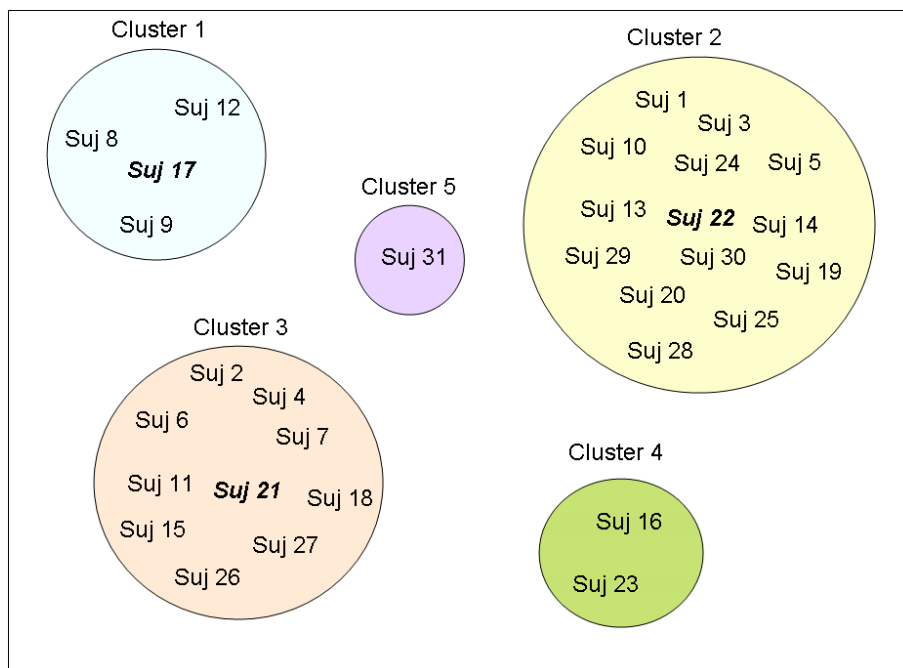 Cluster 1
Suj 12
Suj 8
Suj 17
Suj 9
Cluster 2
Suj 1
Suj 3
Suj 10
Suj 24
Suj 5
Suj 13
Suj 22
Suj 14
Suj 29
Suj 30
Suj 19
Suj 20
Suj 25
Suj 28
Cluster 5
Suj 31
Cluster 3
Suj 2
Suj 4
Suj 6
Suj 7
Suj 11
Suj 21
Suj 18
Suj 15
Suj 27
Suj 26
Cluster 4
Suj 16
Suj 23